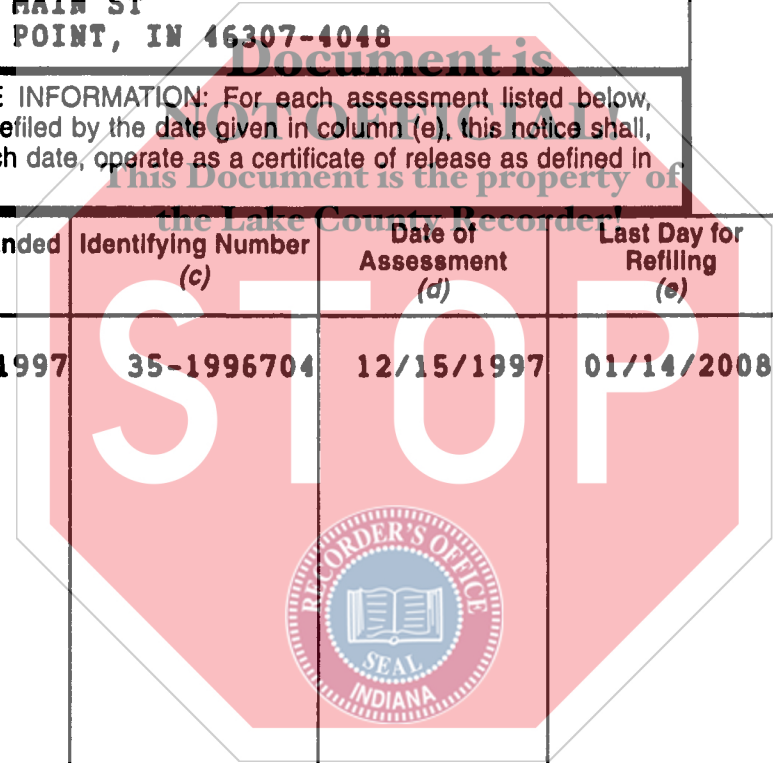 MAIN ST
POINT, IN 46307-4048
Document is
INFORMATION: For each assessment listed below,
NOT OFFICIAL!
efiled by the date given in column (e), this notice shall,
ch date, operate as a certificate of release as defined in
This Document is the property of
the Lake County Recorder!
nded
Identifying Number
(c)
Date of
Assessment
(d)
Last Day for
Refiling
(e)
1997
35-1996704
12/15/1997
01/14/2008
STOP
RECORDER'S OFFICE
SEAL
INDIANA